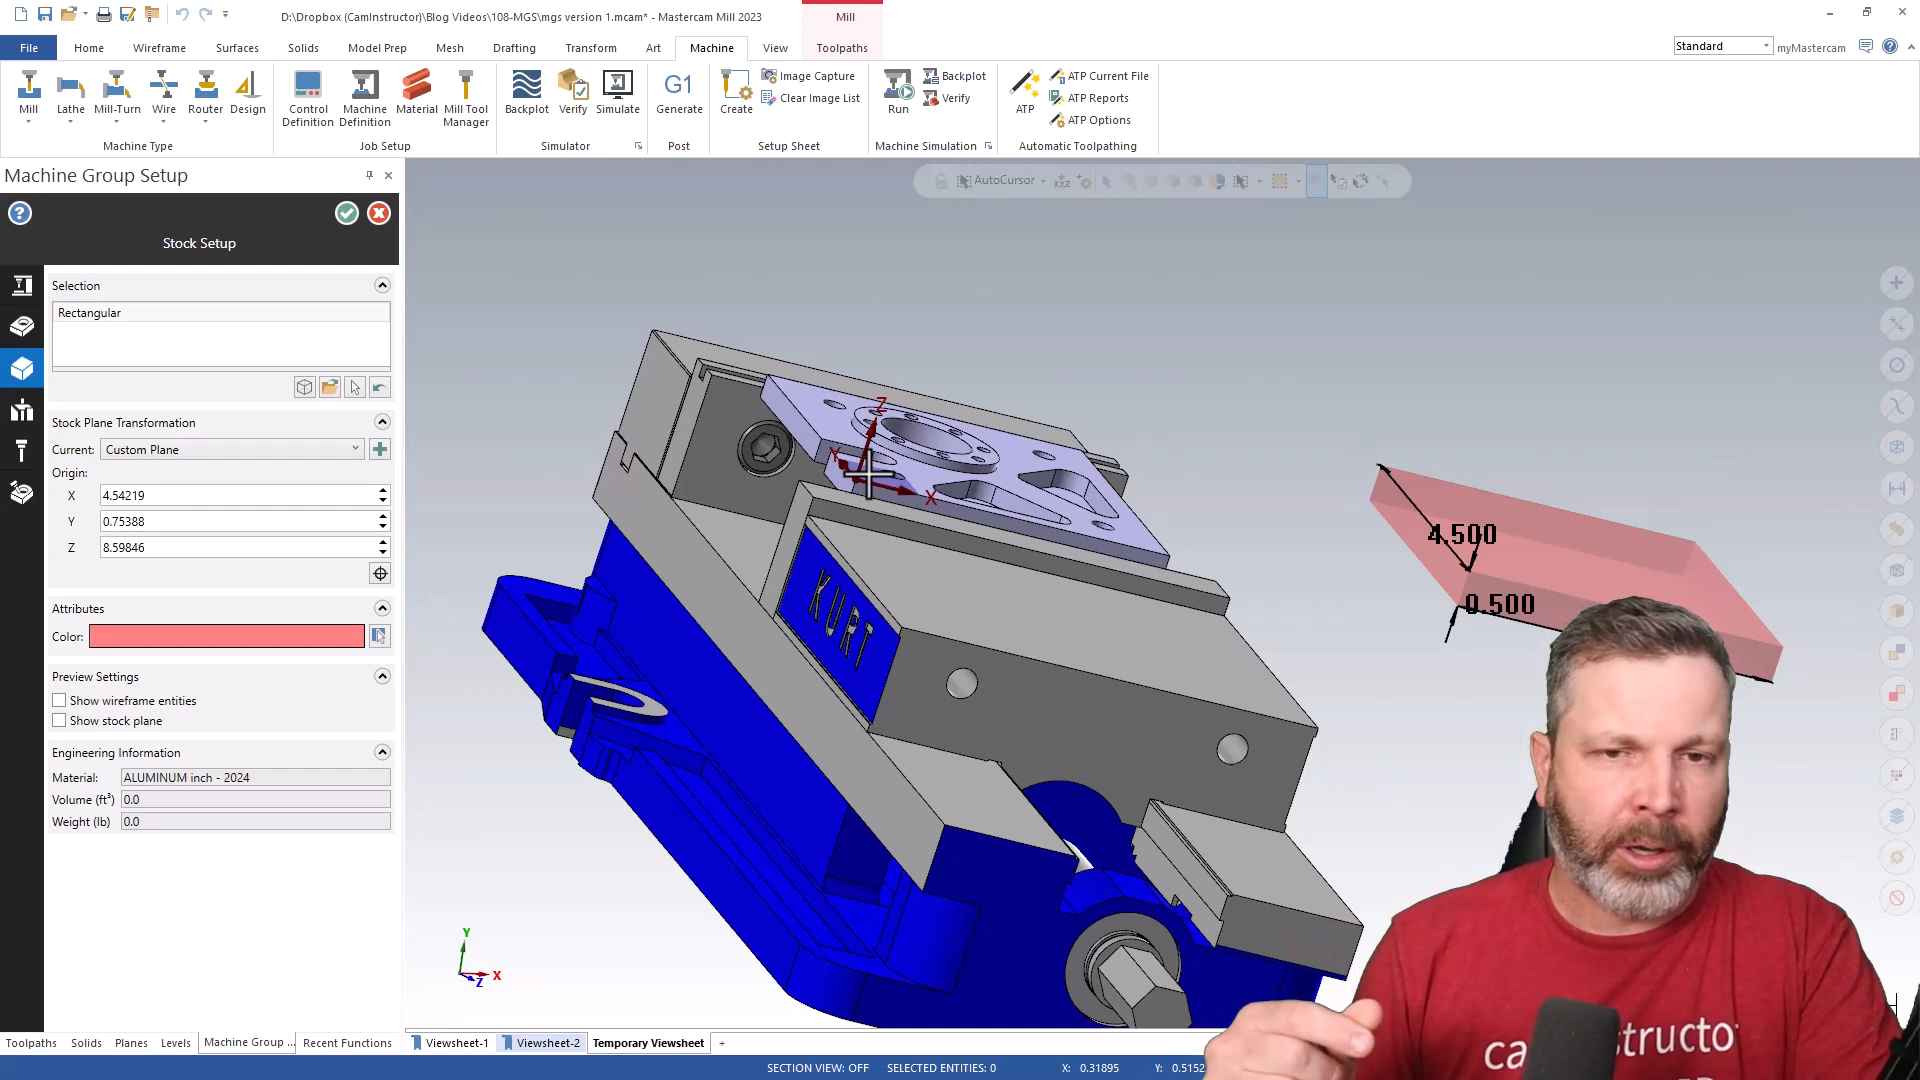 D:\Dropbox (CamInstructor)\Blog Videos\108-MGS\mgs version 1.mcam* - Mastercam Mill 2023
Mill
File Home Wireframe Surfaces Solids Model Prep Mesh Drafting Transform Art Machine View Toolpaths
Standard myMastercam
Mill Lathe Mill-Turn Wire Router Design
Machine Type
Control Definition Machine Definition Material Mill Tool Manager
Job Setup
Backplot Verify Simulate
Simulator
G1
Generate
Post
Create Image Capture
Clear Image List
Setup Sheet
Run Backplot
Verify
Machine Simulation
ATP ATP Current File
ATP Reports
ATP Options
Automatic Toolpathing
Machine Group Setup
AutoCursor
Stock Setup
Selection
Rectangular
Stock Plane Transformation
Current: Custom Plane
Origin:
X 4.54219
Y 0.75388
Z 8.59846
Attributes
Color:
Preview Settings
Show wireframe entities
Show stock plane
Engineering Information
Material: ALUMINUM inch - 2024
Volume (ft³) 0.0
Weight (lb) 0.0
Z
Y
X
KURT
4.500
0.500
Y
X
Z
Toolpaths Solids Planes Levels Machine Group ... Recent Functions
Viewsheet-1 Viewsheet-2 Temporary Viewsheet +
SECTION VIEW: OFF SELECTED ENTITIES: 0 X: 0.31895 Y: 0.5152